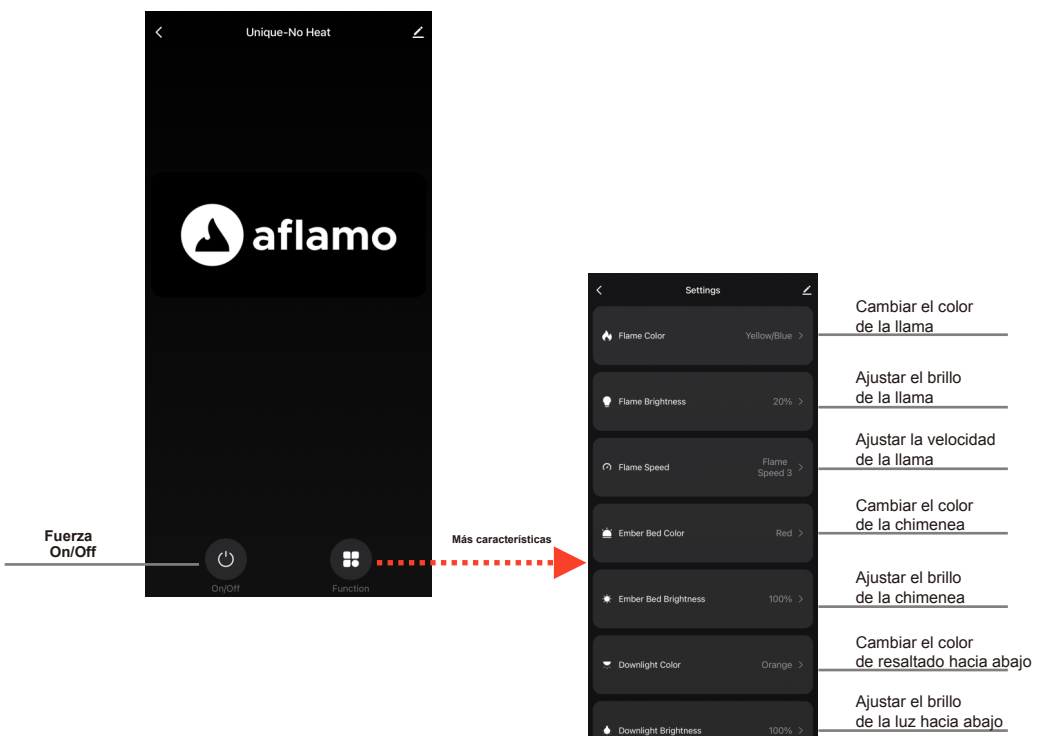 Unique-No Heat
aflamo
Fuerza
On/Off
On/Off
Function
Más características
Settings
Flame Color
Yellow/Blue
Cambiar el color
de la llama
Flame Brightness
20%
Ajustar el brillo
de la llama
Flame Speed
Flame
Speed 3
Ajustar la velocidad
de la llama
Ember Bed Color
Red
Cambiar el color
de la chimenea
Ember Bed Brightness
100%
Ajustar el brillo
de la chimenea
Downlight Color
Orange
Cambiar el color
de resaltado hacia abajo
Downlight Brightness
100%
Ajustar el brillo
de la luz hacia abajo